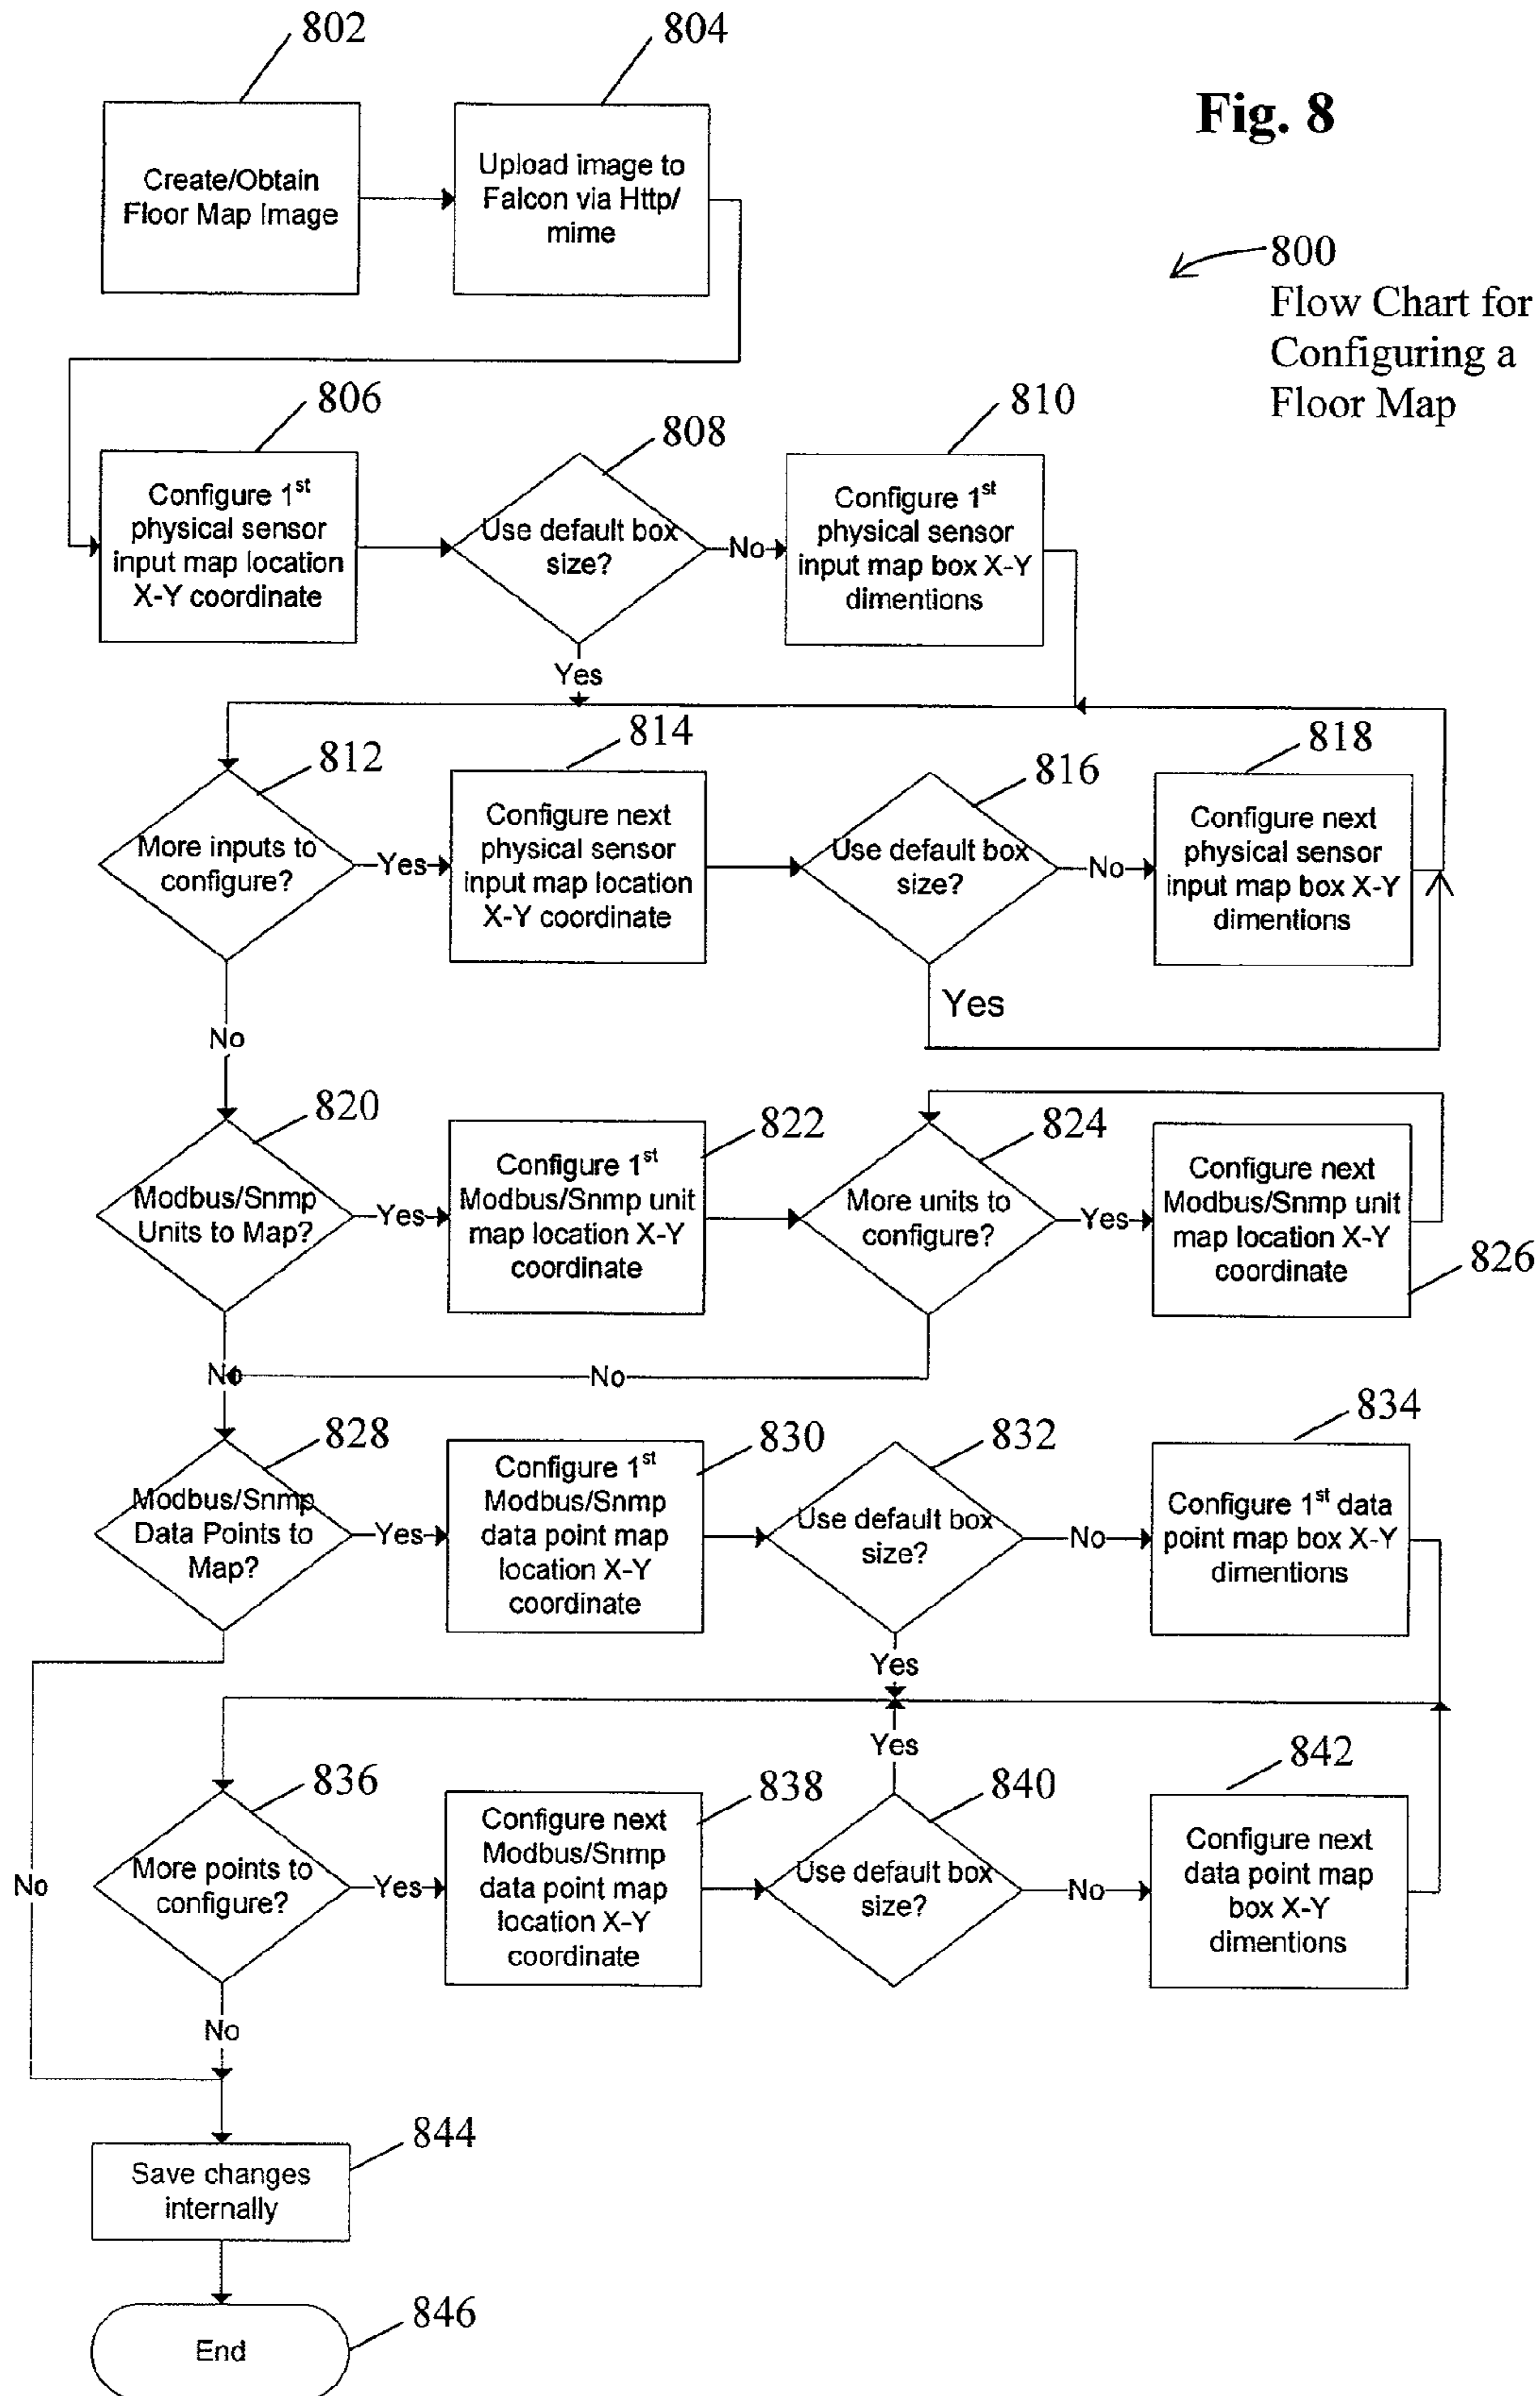 802
804
Fig. 8
Create/Obtain
Floor Map Image
Upload image to
Falcon via Http/
mime
800
Flow Chart for
Configuring a
Floor Map
806
808
810
Configure 1st
physical sensor
input map location
X-Y coordinate
Use default box
size?
No
Configure 1st
physical sensor
input map box X-Y
dimentions
Yes
812
814
816
818
More inputs to
configure?
Yes
Configure next
physical sensor
input map location
X-Y coordinate
Use default box
size?
No
Configure next
physical sensor
input map box X-Y
dimentions
Yes
No
820
822
824
826
Modbus/Snmp
Units to Map?
Yes
Configure 1st
Modbus/Snmp unit
map location X-Y
coordinate
More units to
configure?
Yes
Configure next
Modbus/Snmp unit
map location X-Y
coordinate
No
No
828
830
832
834
Modbus/Snmp
Data Points to
Map?
Yes
Configure 1st
Modbus/Snmp
data point map
location X-Y
coordinate
Use default box
size?
No
Configure 1st data
point map box X-Y
dimentions
Yes
Yes
836
838
840
842
More points to
configure?
Yes
Configure next
Modbus/Snmp
data point map
location X-Y
coordinate
Use default box
size?
No
Configure next
data point map
box X-Y
dimentions
No
No
844
Save changes
internally
846
End